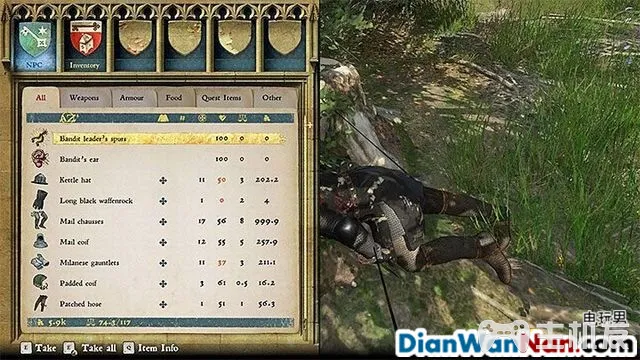 NPC Inventory
All Weapons Armour Food Quest Items Other
Bandit leader's spurs 100 0 0
Bandit's ear 100 0 0
Kettle hat 11 50 3 202.2
Long black waffenrock 1 0 2 4
Mail chausses 17 56 8 999.9
Mail coif 12 55 5 257.9
Milanese gauntlets 11 37 3 211.1
Padded coif 3 61 0.5 16.2
Patched hose 1 51 1 56.3
5.9k 74.3/117
Take Take all Q Item Info
电玩男
DianWanNan.com